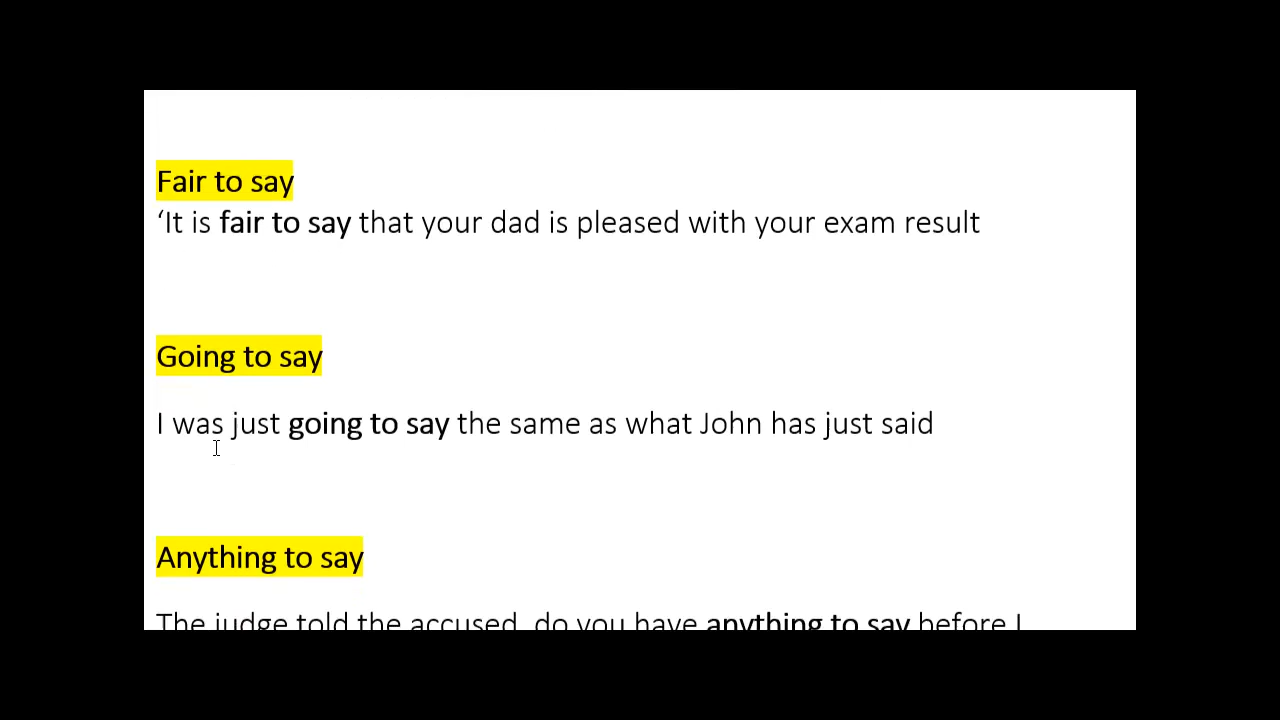 Fair to say
‘It is fair to say that your dad is pleased with your exam result
Going to say
I was just going to say the same as what John has just said
Anything to say
The judge told the accused, do you have anything to say before I